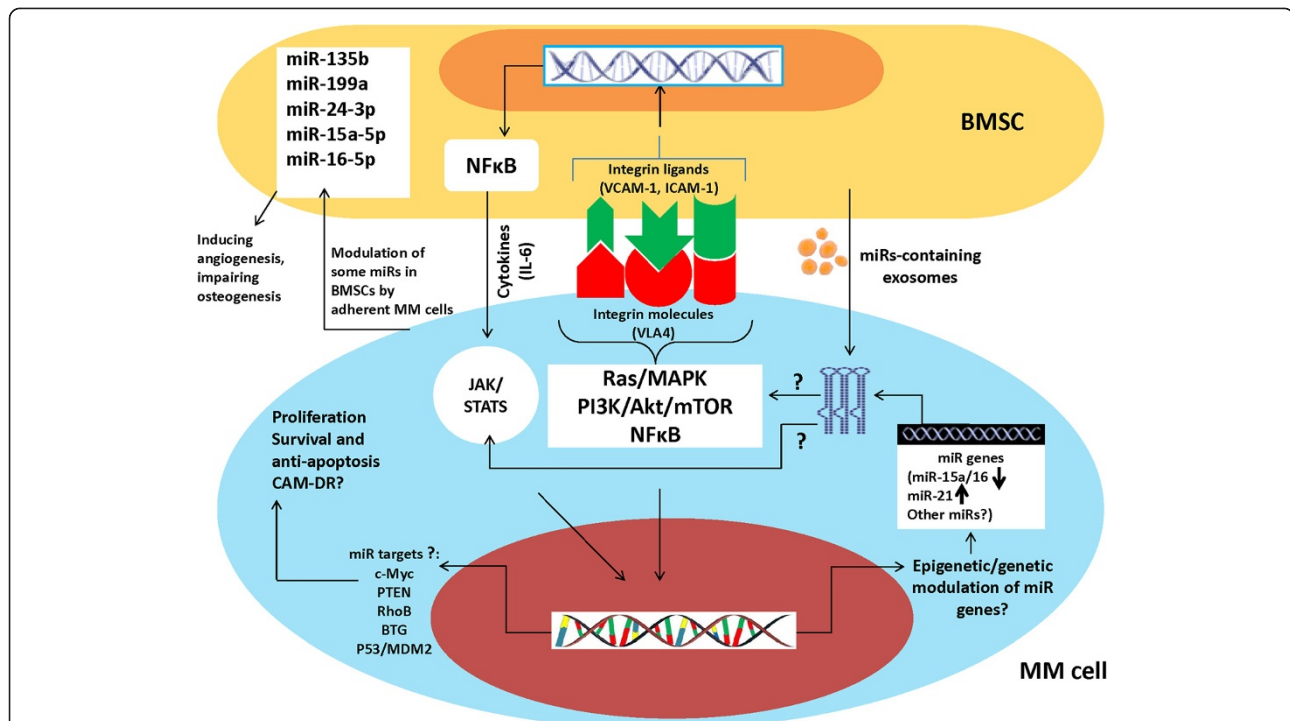 miR-135b
miR-199a
miR-24-3p
miR-15a-5p
miR-16-5p
BMSC
NFκB
Integrin ligands
(VCAM-1, ICAM-1)
Inducing
angiogenesis,
impairing
osteogenesis
Modulation of
some miRs in
BMSCs by
adherent MM cells
Cytokines
(IL-6)
miRs-containing
exosomes
Integrin molecules
(VLA4)
JAK/
STATS
Ras/MAPK
PI3K/Akt/mTOR
NFκB
?
?
miR genes
(miR-15a/16
miR-21
Other miRs?)
Proliferation
Survival and
anti-apoptosis
CAM-DR?
miR targets ?:
c-Myc
PTEN
RhoB
BTG
P53/MDM2
Epigenetic/genetic
modulation of miR
genes?
MM cell